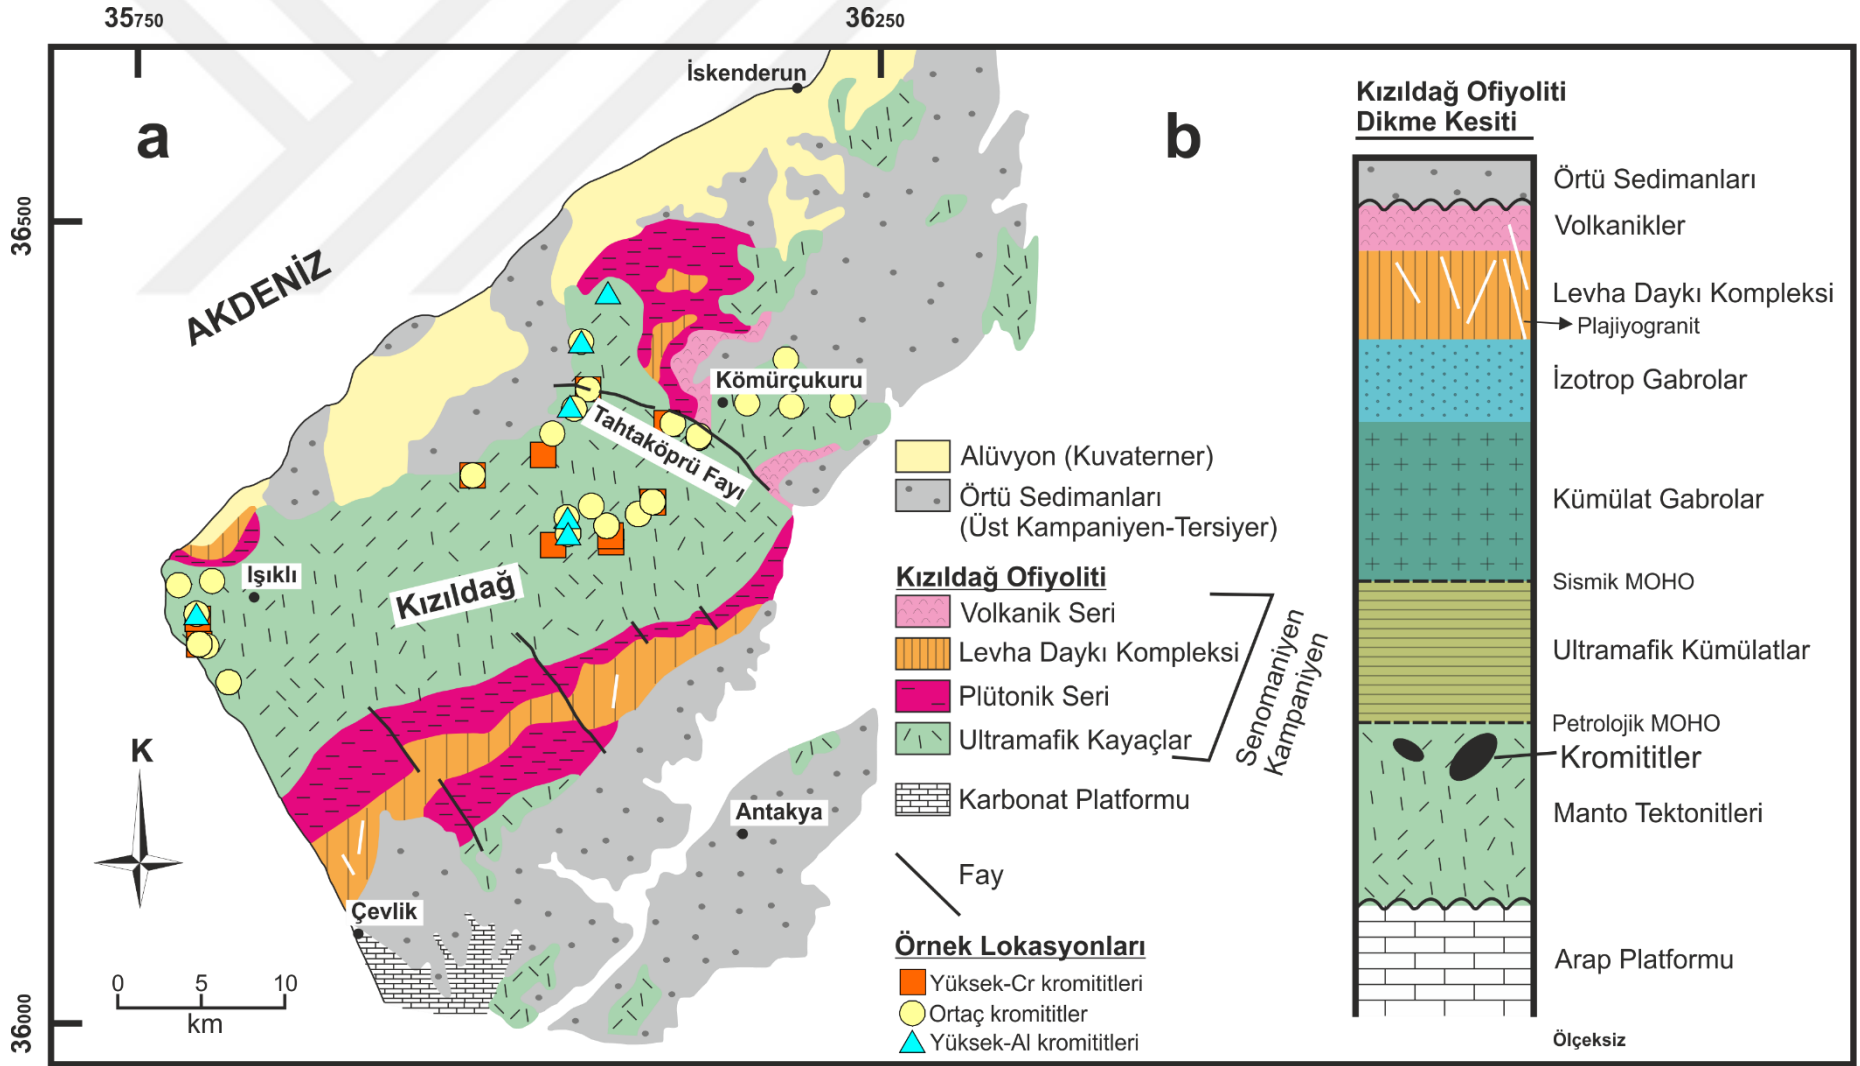 35750
36250
36500
36000
a
İskenderun
AKDENİZ
Kömürçukuru
Tahtaköprü Fayı
Işıklı
Kızıldağ
Antakya
Çevlik
K
0 5 10
km
Alüvyon (Kuvaterner)
Örtü Sedimanları
(Üst Kampaniyen-Tersiyer)
Kızıldağ Ofiyoliti
Volkanik Seri
Levha Daykı Kompleksi
Plütonik Seri
Ultramafik Kayaçlar
Senomaniyen
Kampaniyen
Karbonat Platformu
Fay
Örnek Lokasyonları
Yüksek-Cr kromititleri
Ortaç kromititler
Yüksek-Al kromititleri
b
Kızıldağ Ofiyoliti
Dikme Kesiti
Örtü Sedimanları
Volkanikler
Levha Daykı Kompleksi
Plajiyogranit
İzotrop Gabrolar
Kümülat Gabrolar
Sismik MOHO
Ultramafik Kümülatlar
Petrolojik MOHO
Kromititler
Manto Tektonitleri
Arap Platformu
Ölçeksiz